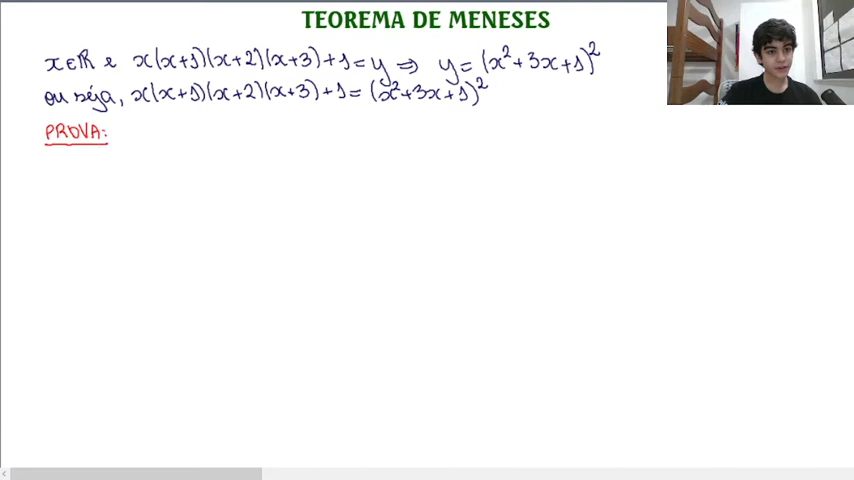 TEOREMA DE MENESES
x∈ℝ e x(x+1)(x+2)(x+3)+1=y ⇒ y=(x²+3x+1)²
ou séja, x(x+1)(x+2)(x+3)+1=(x²+3x+1)²
PROVA: